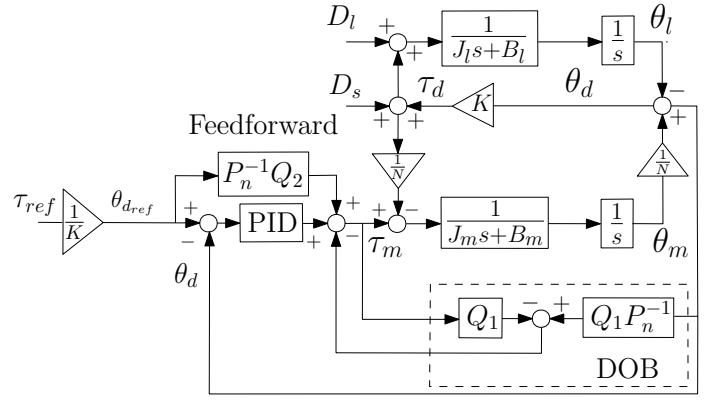 D_l + + 1/(J_l s+B_l) 1/s θ_l
−
D_s + + τ_d K θ_d +
Feedforward
P_n^{-1}Q_2 1/N 1/N
τ_ref 1/K θ_{d_ref} + − PID + + − τ_m + − 1/(J_m s+B_m) 1/s θ_m
θ_d
Q_1 − + Q_1P_n^{-1}
DOB